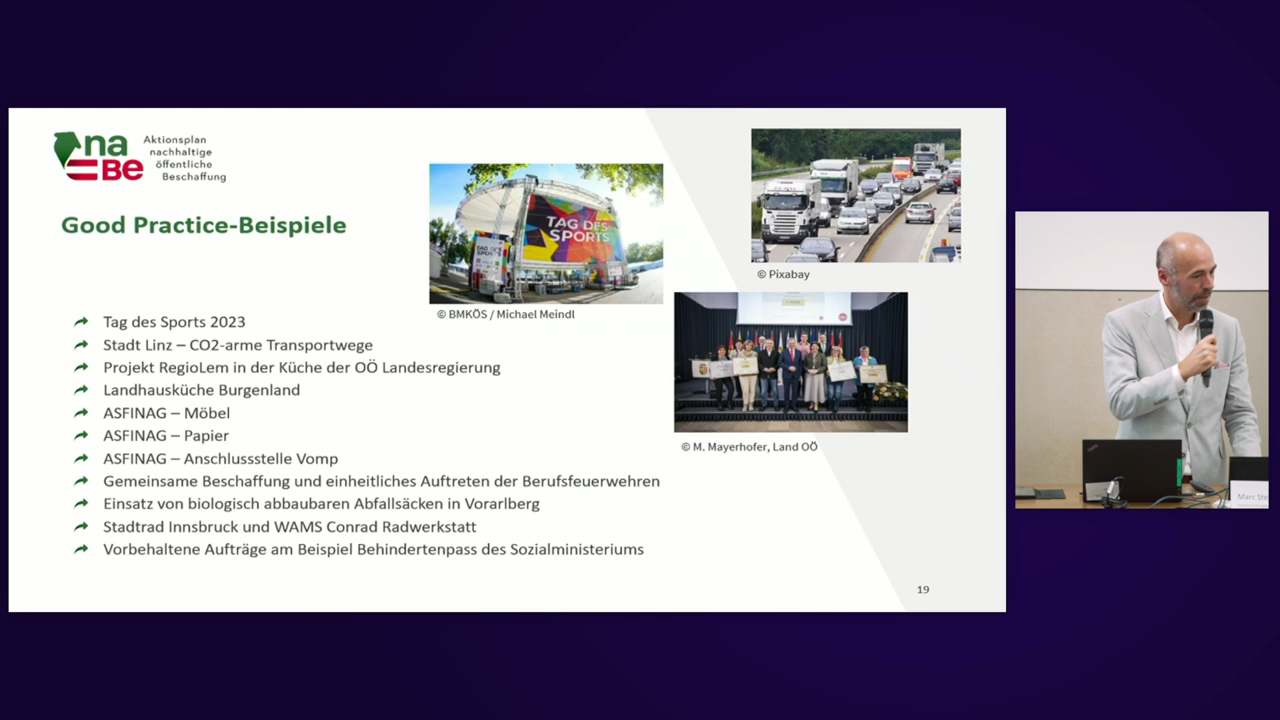 na
Be
Aktionsplan
nachhaltige
öffentliche
Beschaffung
Good Practice-Beispiele
TAG DES
SPORTS
© BMKÖS / Michael Meindl
© Pixabay
© M. Mayerhofer, Land OÖ
Tag des Sports 2023
Stadt Linz – CO2-arme Transportwege
Projekt RegioLem in der Küche der OÖ Landesregierung
Landhausküche Burgenland
ASFINAG – Möbel
ASFINAG – Papier
ASFINAG – Anschlussstelle Vomp
Gemeinsame Beschaffung und einheitliches Auftreten der Berufsfeuerwehren
Einsatz von biologisch abbaubaren Abfallsäcken in Vorarlberg
Stadtrad Innsbruck und WAMS Conrad Radwerkstatt
Vorbehaltene Aufträge am Beispiel Behindertenpass des Sozialministeriums
19
Marc Ste